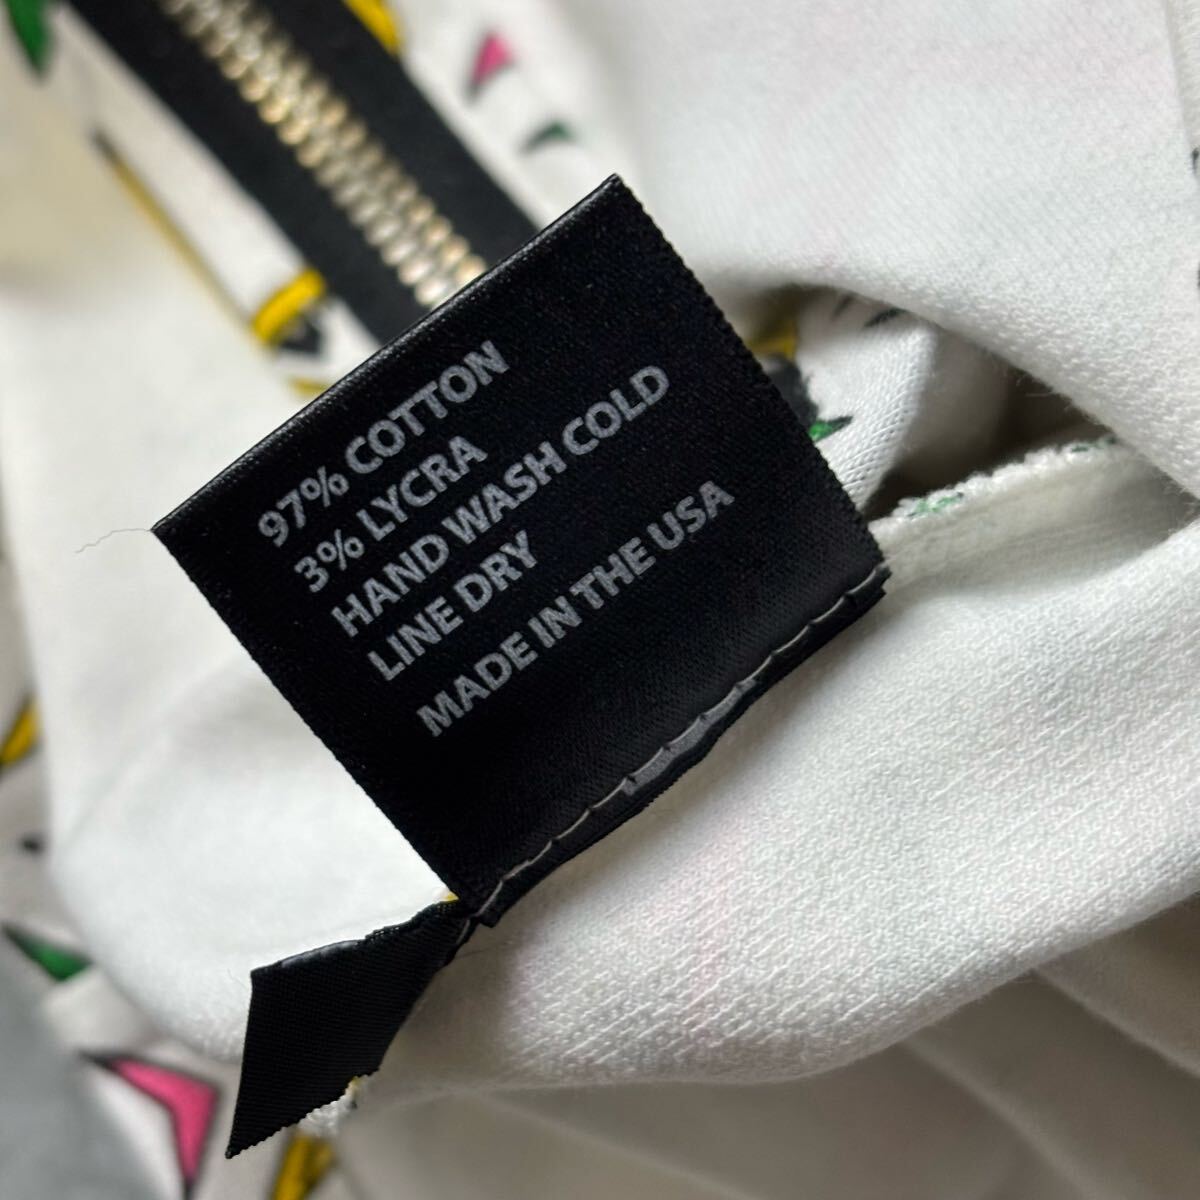 97% COTTON
3% LYCRA
HAND WASH COLD
LINE DRY
MADE IN THE USA